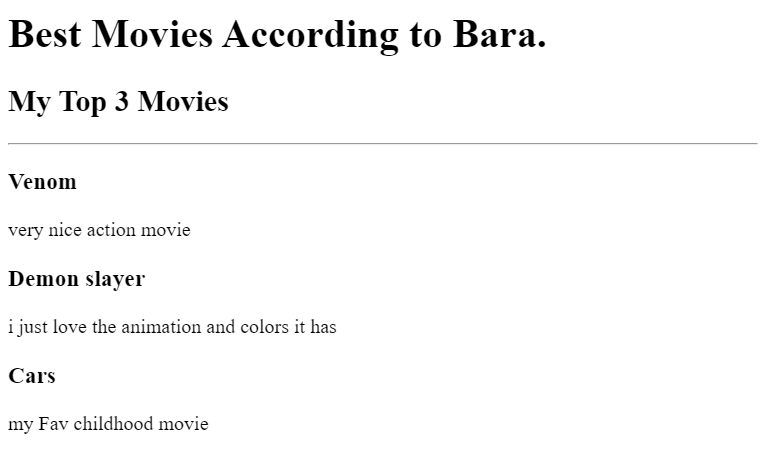 Best Movies According to Bara.
My Top 3 Movies
Venom
very nice action movie
Demon slayer
i just love the animation and colors it has
Cars
my Fav childhood movie